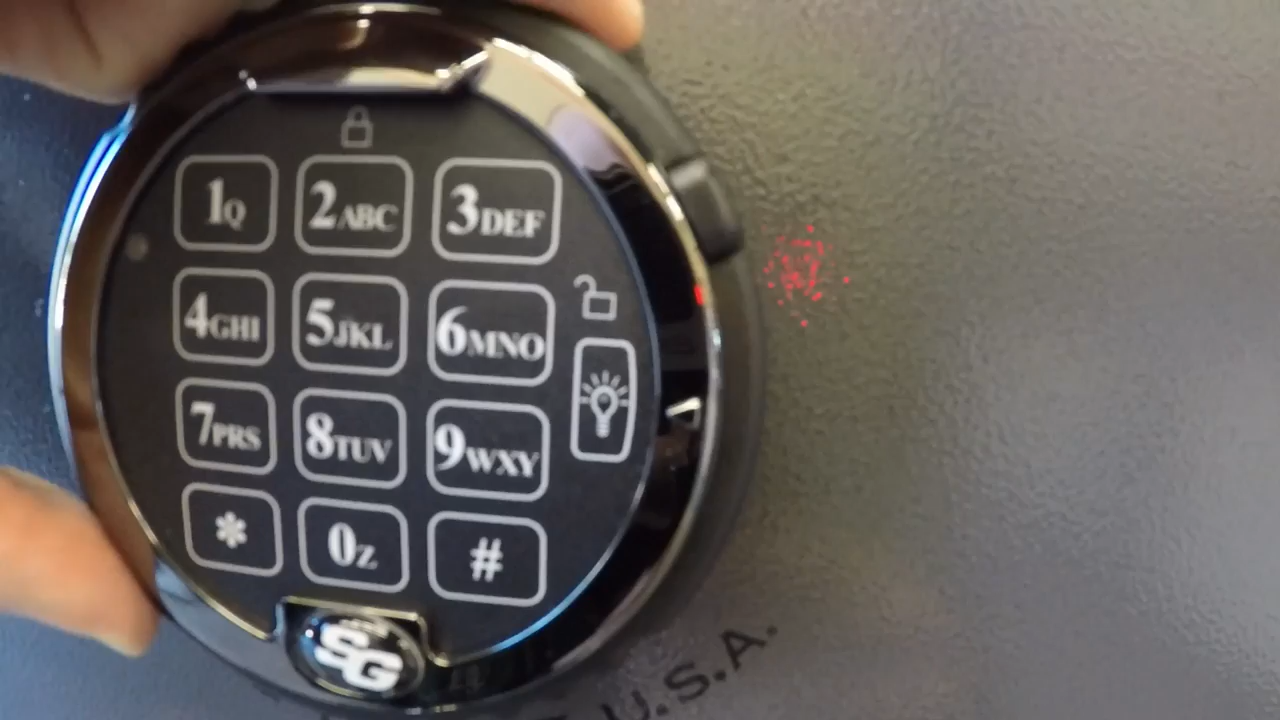 1Q 2ABC 3DEF
4GHI 5JKL 6MNO
7PRS 8TUV 9WXY
* 0Z #
SG
U.S.A.